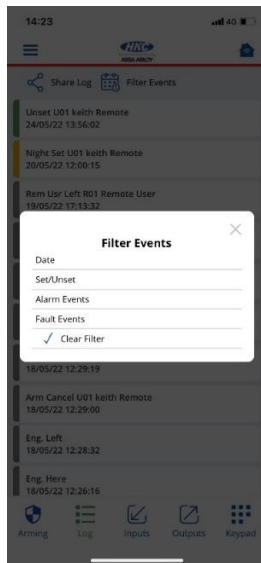 14:23
4G
HKC
ASSA ABLOY
Share Log
Filter Events
Unset U01 keith Remote
24/05/22 13:56:02
Night Set U01 keith Remote
20/05/22 12:00:15
Rem Usr Left R01 Remote User
19/05/22 17:13:32
Filter Events
Date
Set/Unset
Alarm Events
Fault Events
Clear Filter
18/05/22 12:29:19
Arm Cancel U01 keith Remote
18/05/22 12:29:00
Eng. Left
18/05/22 12:28:32
Eng. Here
18/05/22 12:26:16
Arming
Log
Inputs
Outputs
Keypad